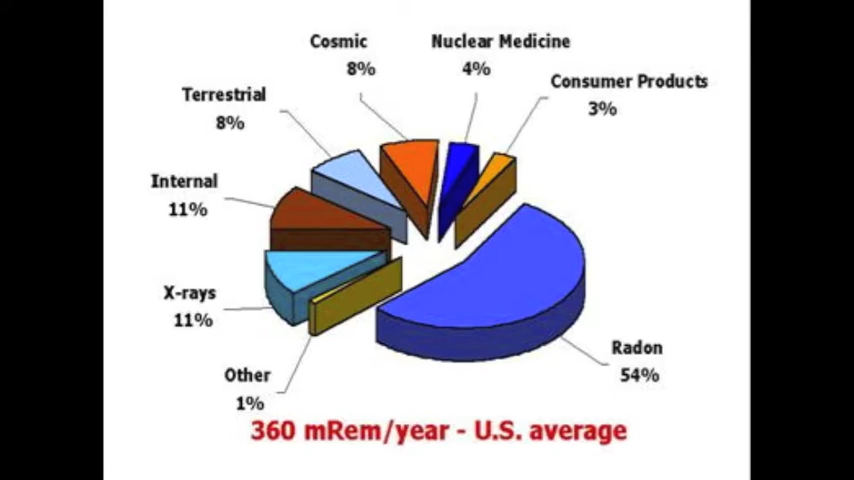 Cosmic
8%
Nuclear Medicine
4%
Consumer Products
3%
Terrestrial
8%
Internal
11%
X-rays
11%
Other
1%
Radon
54%
360 mRem/year - U.S. average